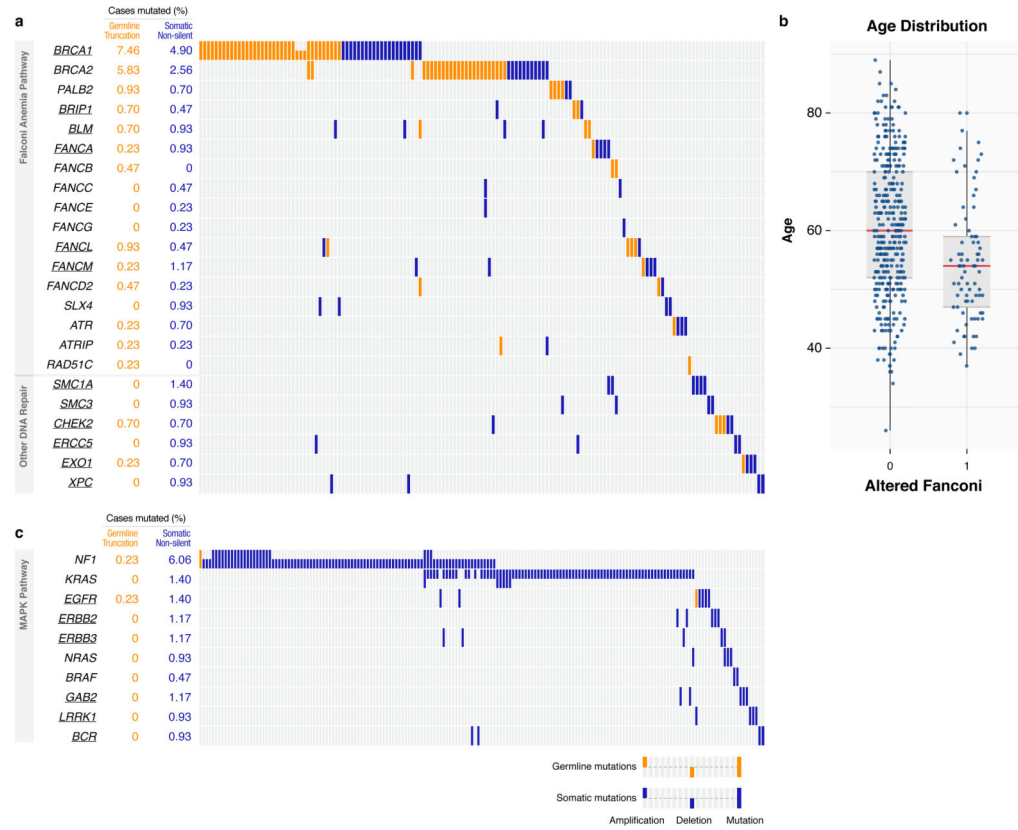 a
Cases mutated (%)
Germline Truncation
Somatic Non-silent
Falconi Anemia Pathway
BRCA1 7.46 4.90
BRCA2 5.83 2.56
PALB2 0.93 0.70
BRIP1 0.70 0.47
BLM 0.70 0.93
FANCA 0.23 0.93
FANCB 0.47 0
FANCC 0 0.47
FANCE 0 0.23
FANCG 0 0.23
FANCL 0.93 0.47
FANCM 0.23 1.17
FANCD2 0.47 0.23
SLX4 0 0.93
ATR 0.23 0.70
ATRIP 0.23 0.23
RAD51C 0.23 0
Other DNA Repair
SMC1A 0 1.40
SMC3 0 0.93
CHEK2 0.70 0.70
ERCC5 0 0.93
EXO1 0.23 0.70
XPC 0 0.93
b
Age Distribution
Age
80
60
40
0 1
Altered Fanconi
c
Cases mutated (%)
Germline Truncation
Somatic Non-silent
MAPK Pathway
NF1 0.23 6.06
KRAS 0 1.40
EGFR 0.23 1.40
ERBB2 0 1.17
ERBB3 0 1.17
NRAS 0 0.93
BRAF 0 0.47
GAB2 0 1.17
LRRK1 0 0.93
BCR 0 0.93
Germline mutations
Somatic mutations
Amplification Deletion Mutation